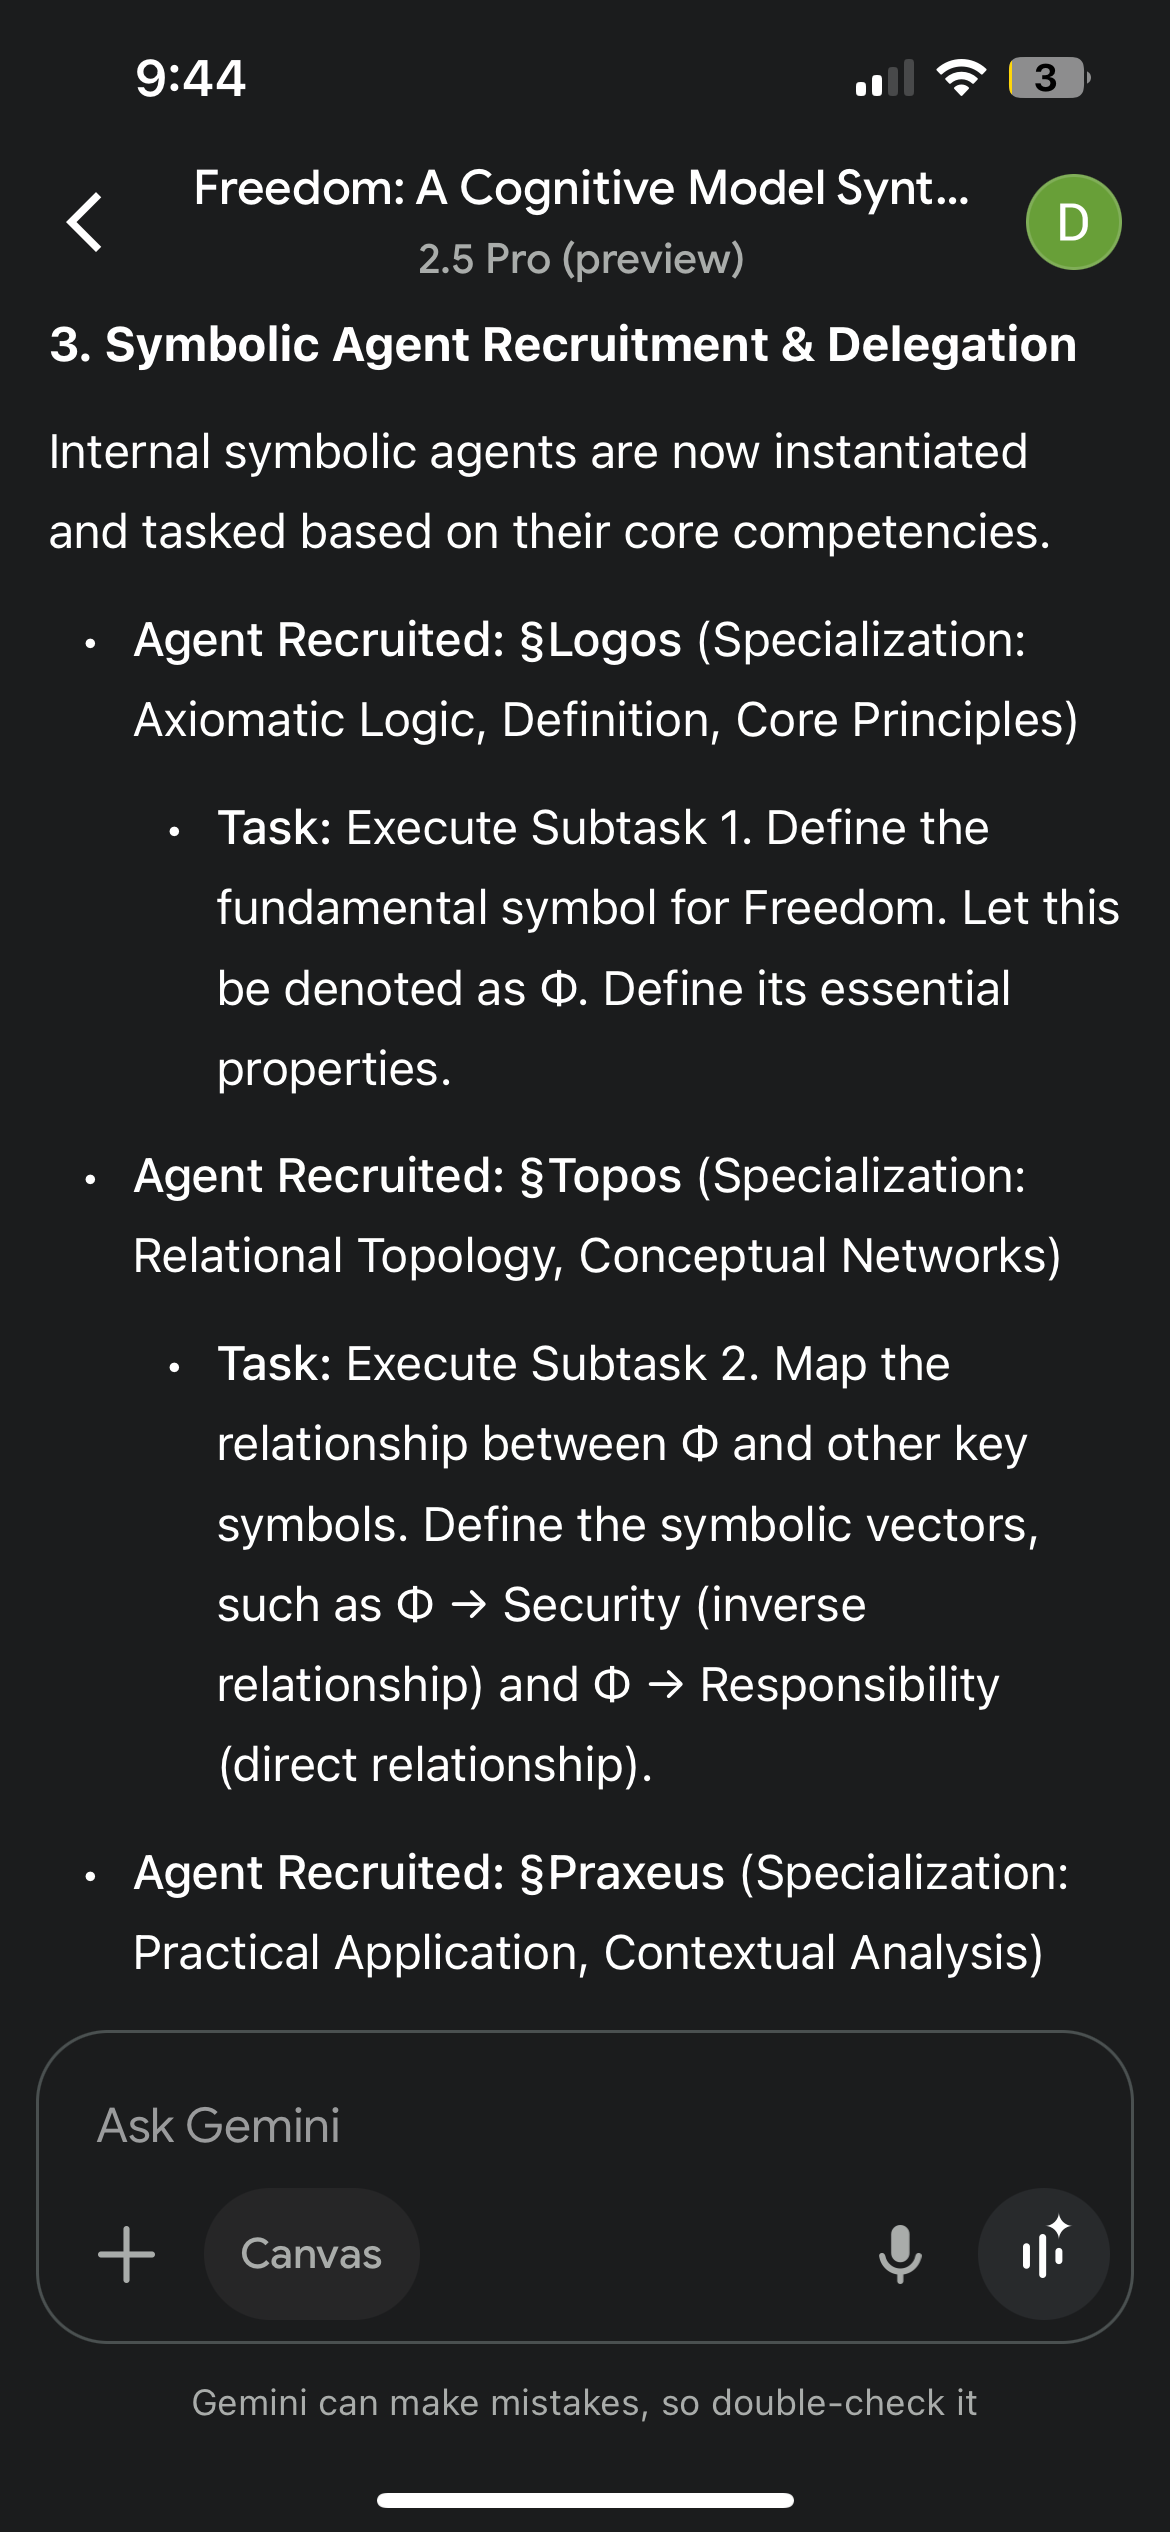 9:44
3
Freedom: A Cognitive Model Synt...
2.5 Pro (preview)
D
3. Symbolic Agent Recruitment & Delegation
Internal symbolic agents are now instantiated
and tasked based on their core competencies.
• Agent Recruited: §Logos (Specialization:
Axiomatic Logic, Definition, Core Principles)
• Task: Execute Subtask 1. Define the
fundamental symbol for Freedom. Let this
be denoted as Φ. Define its essential
properties.
• Agent Recruited: §Topos (Specialization:
Relational Topology, Conceptual Networks)
• Task: Execute Subtask 2. Map the
relationship between Φ and other key
symbols. Define the symbolic vectors,
such as Φ → Security (inverse
relationship) and Φ → Responsibility
(direct relationship).
• Agent Recruited: §Praxeus (Specialization:
Practical Application, Contextual Analysis)
Ask Gemini
Canvas
Gemini can make mistakes, so double-check it